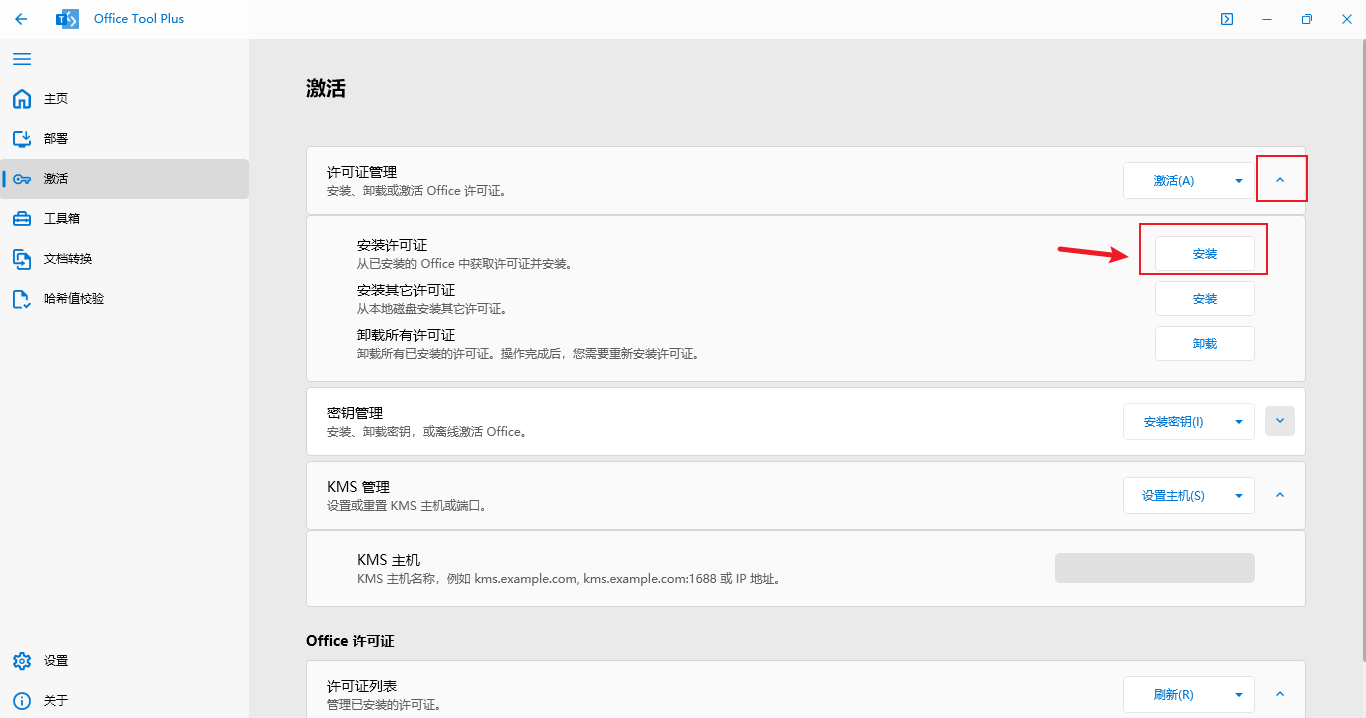 Office Tool Plus
主页
部署
激活
工具箱
文档转换
哈希值校验
设置
关于
激活
许可证管理
安装、卸载或激活 Office 许可证。
激活(A)
安装许可证
从已安装的 Office 中获取许可证并安装。
安装
安装其它许可证
从本地磁盘安装其它许可证。
安装
卸载所有许可证
卸载所有已安装的许可证。操作完成后，您需要重新安装许可证。
卸载
密钥管理
安装、卸载密钥，或离线激活 Office。
安装密钥(I)
KMS 管理
设置或重置 KMS 主机或端口。
设置主机(S)
KMS 主机
KMS 主机名称，例如 kms.example.com, kms.example.com:1688 或 IP 地址。
Office 许可证
许可证列表
管理已安装的许可证。
刷新(R)